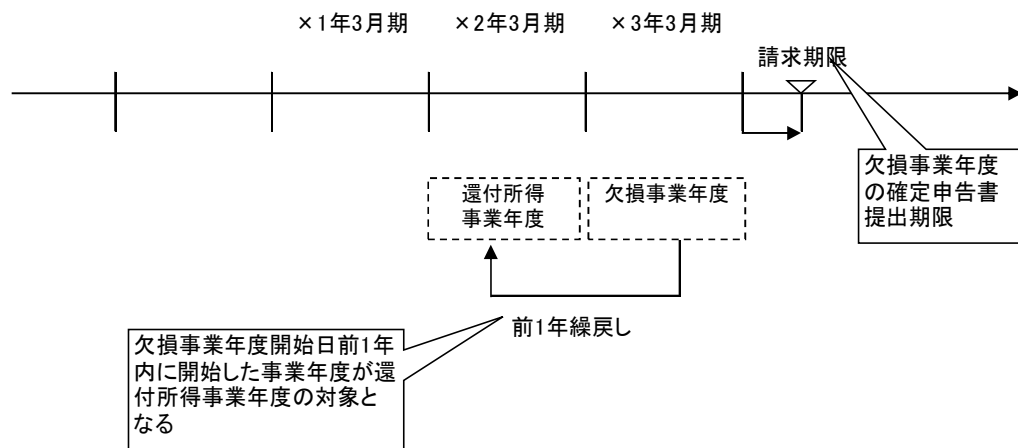 ×1年3月期
×2年3月期
×3年3月期
請求期限
欠損事業年度
の確定申告書
提出期限
還付所得
事業年度
欠損事業年度
前1年繰戻し
欠損事業年度開始日前1年
内に開始した事業年度が還
付所得事業年度の対象と
なる